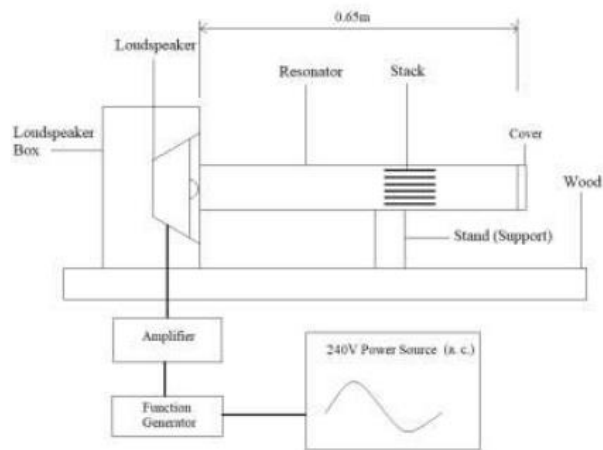 0.65m
Loudspeaker
Resonator
Stack
Loudspeaker
Box
Cover
Wood
Stand (Support)
Amplifier
240V Power Source (a. c.)
Function
Generator